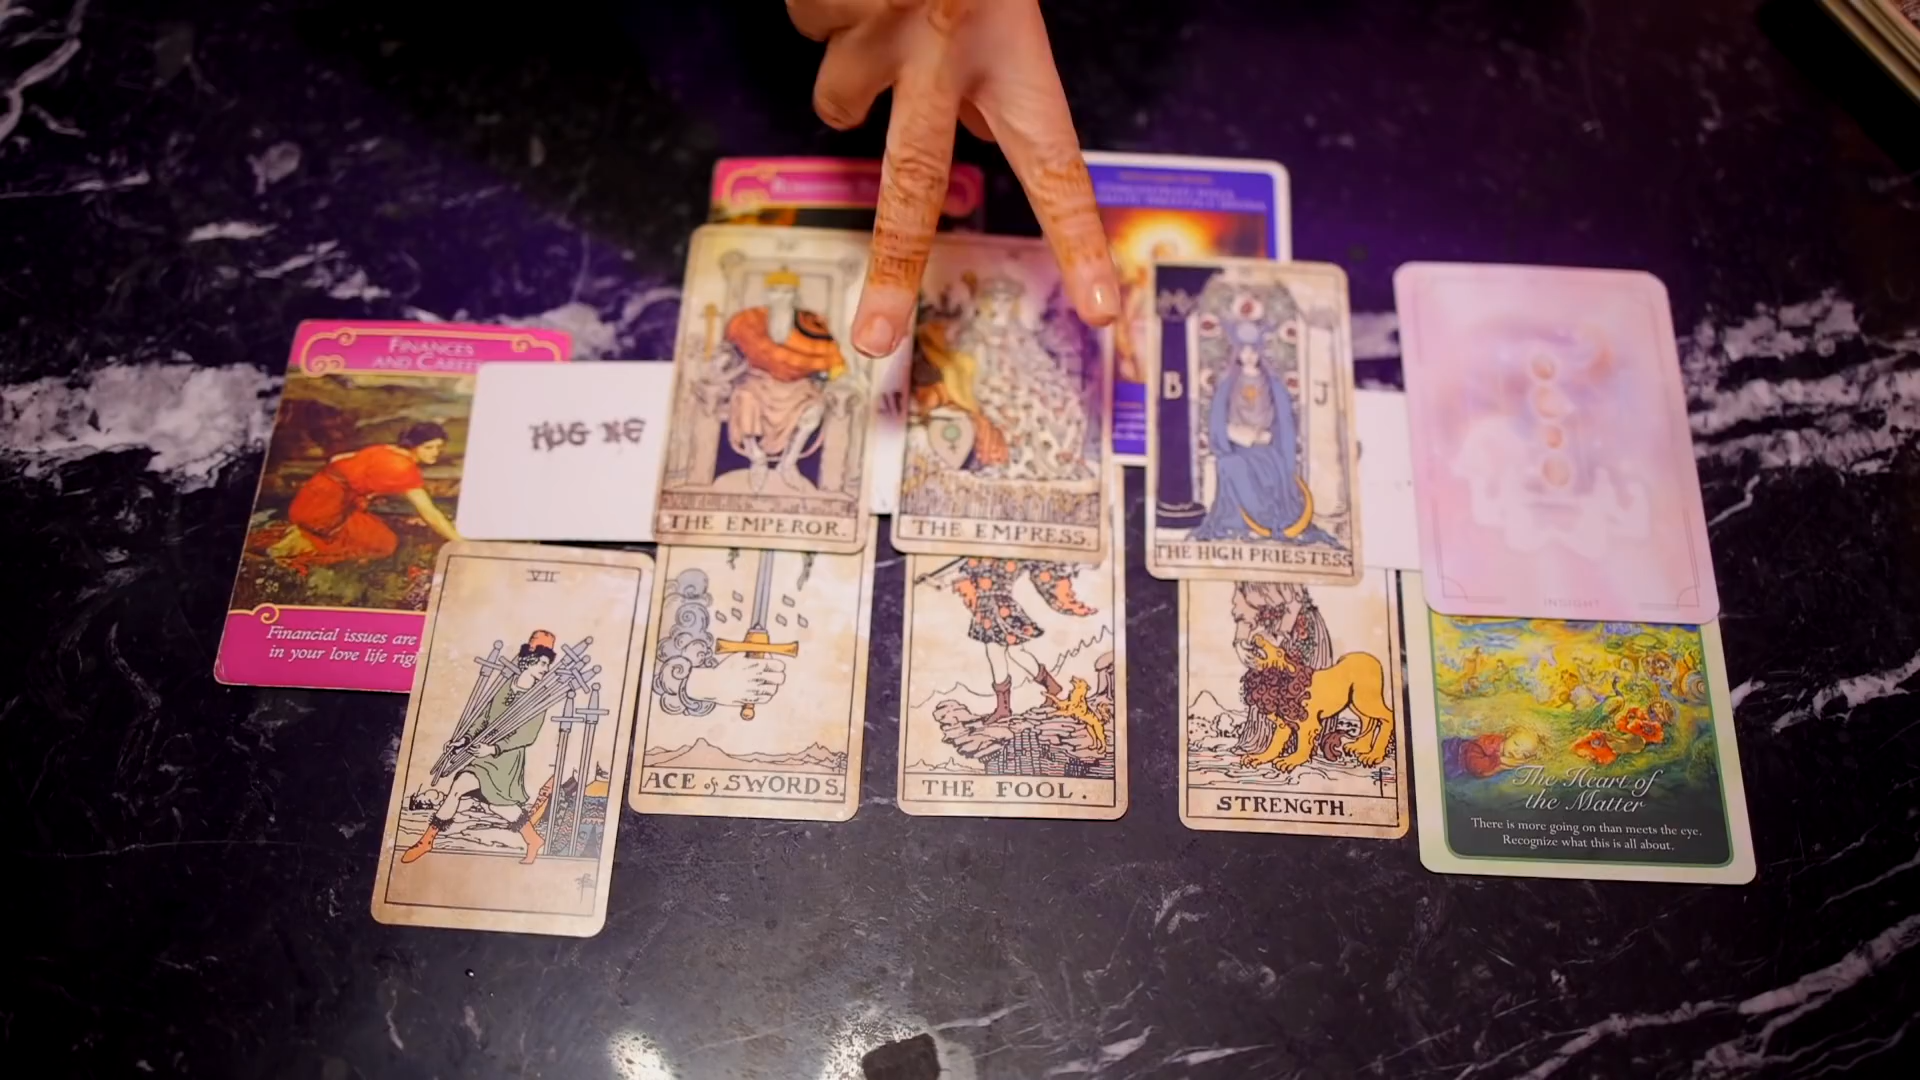 FINANCES
AND CAREER
Financial issues are
in your love life righ
HUG ME
THE EMPEROR.
THE EMPRESS.
B
J
THE HIGH PRIESTESS
INSIGHT
VII
ACE of SWORDS.
THE FOOL.
STRENGTH.
The Heart of
the Matter
There is more going on than meets the eye.
Recognize what this is all about.